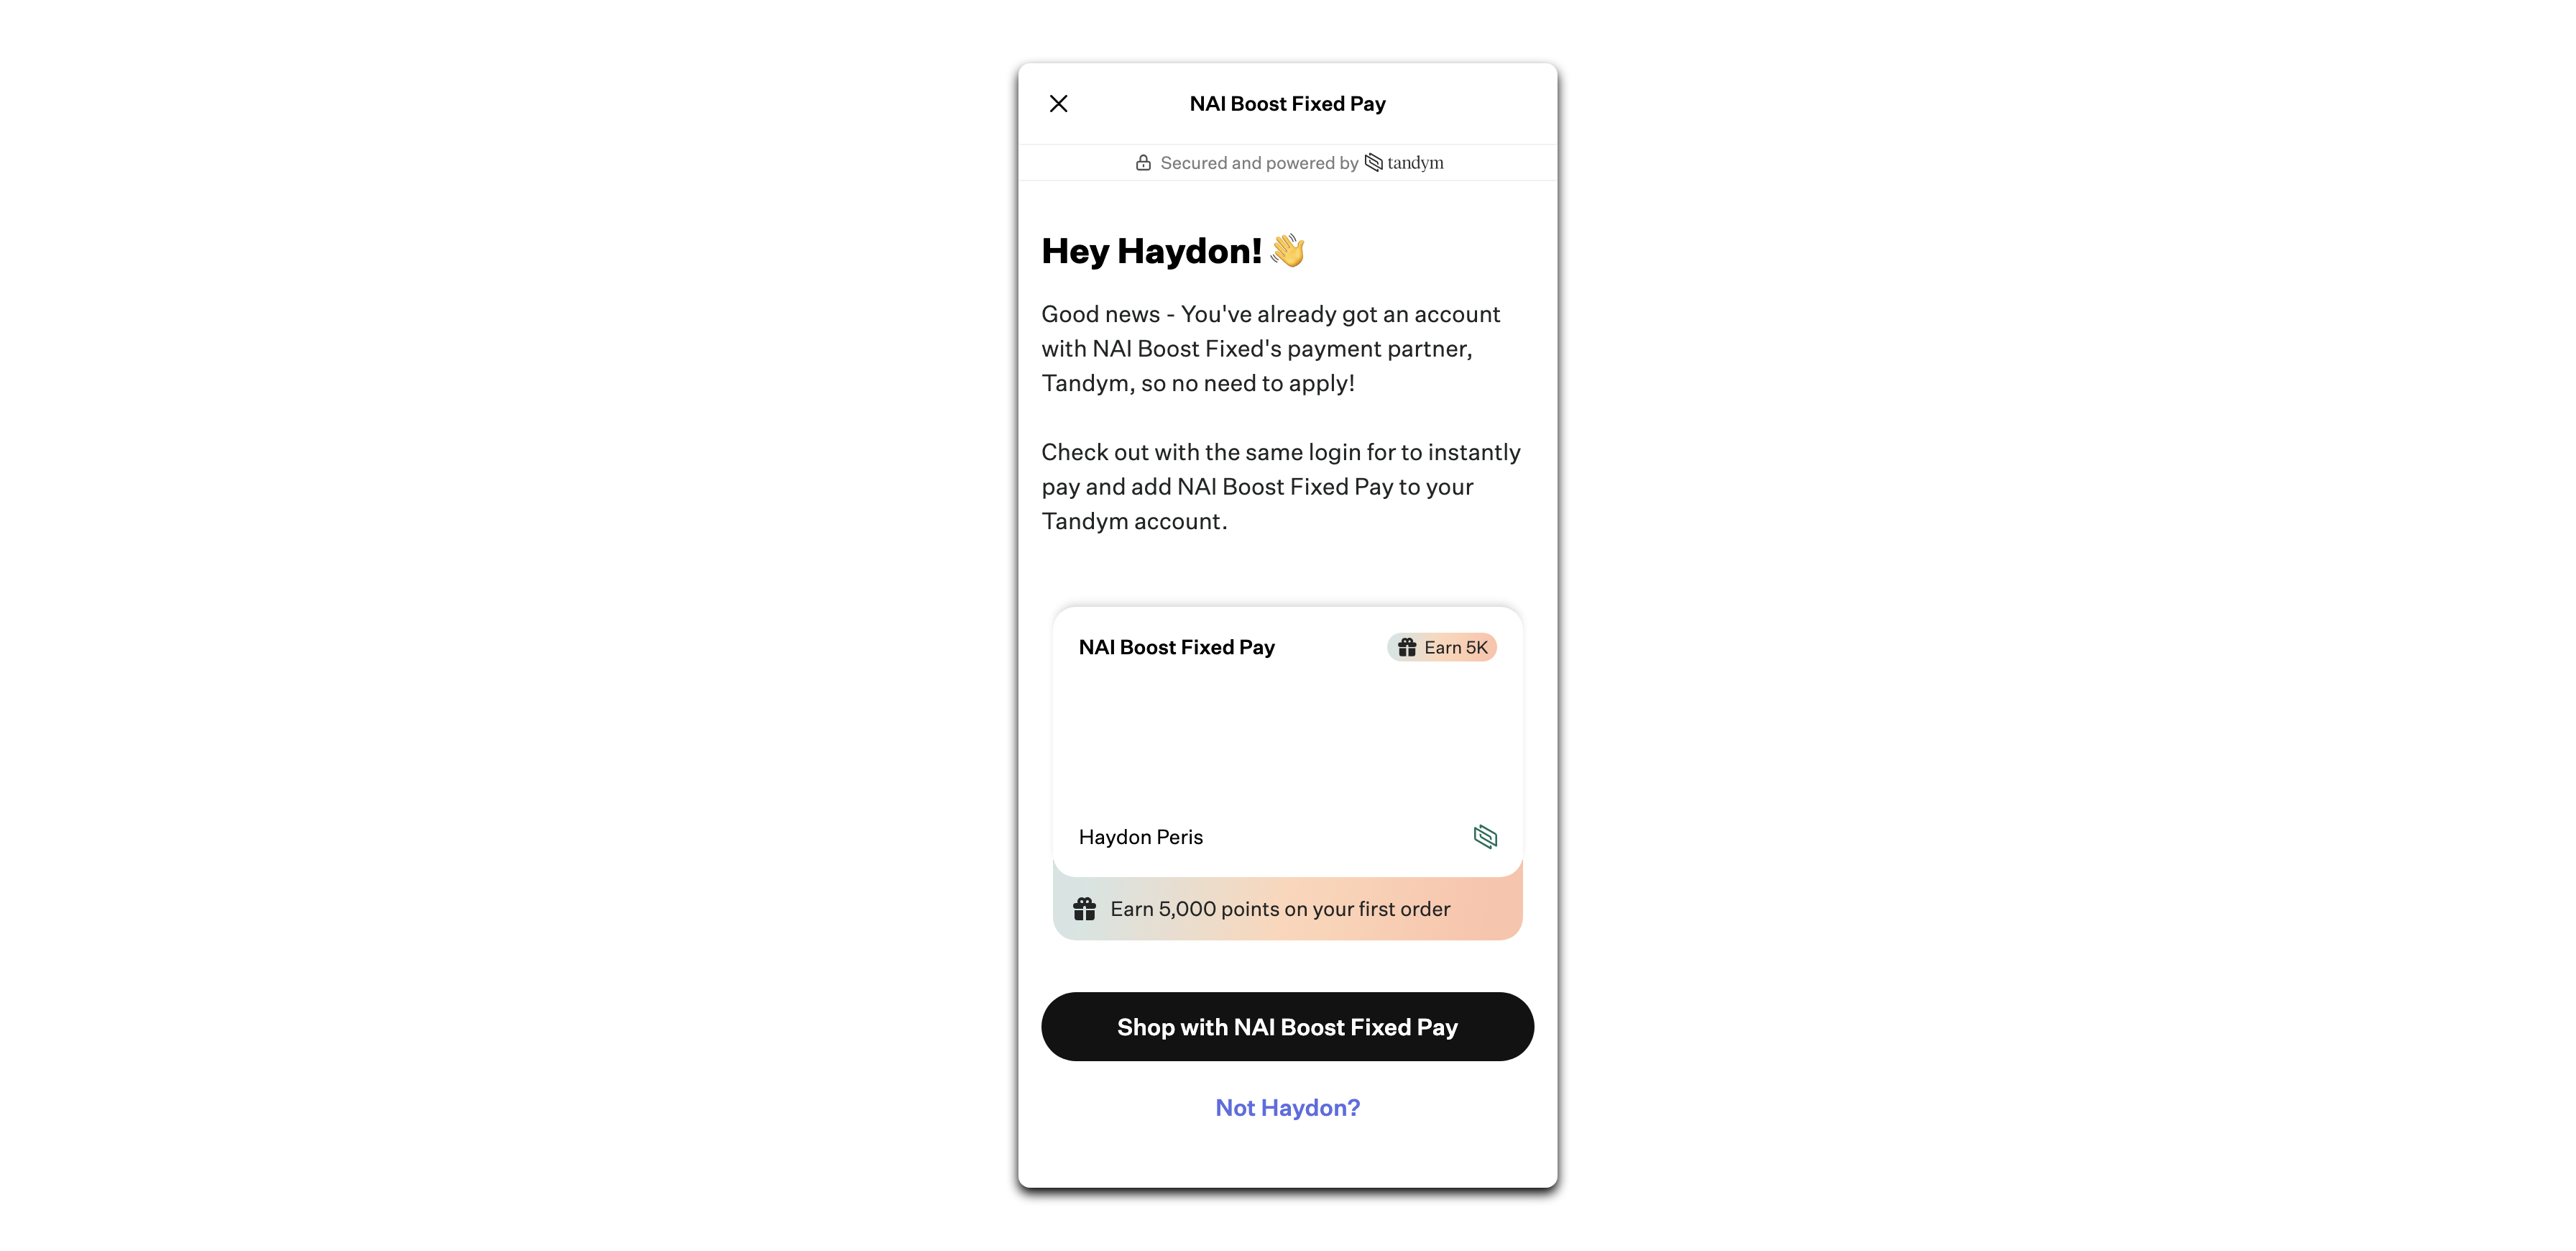 NAI Boost Fixed Pay
Secured and powered by tandym
Hey Haydon! 👋
Good news - You've already got an account
with NAI Boost Fixed's payment partner,
Tandym, so no need to apply!
Check out with the same login for to instantly
pay and add NAI Boost Fixed Pay to your
Tandym account.
NAI Boost Fixed Pay
Earn 5K
Haydon Peris
Earn 5,000 points on your first order
Shop with NAI Boost Fixed Pay
Not Haydon?